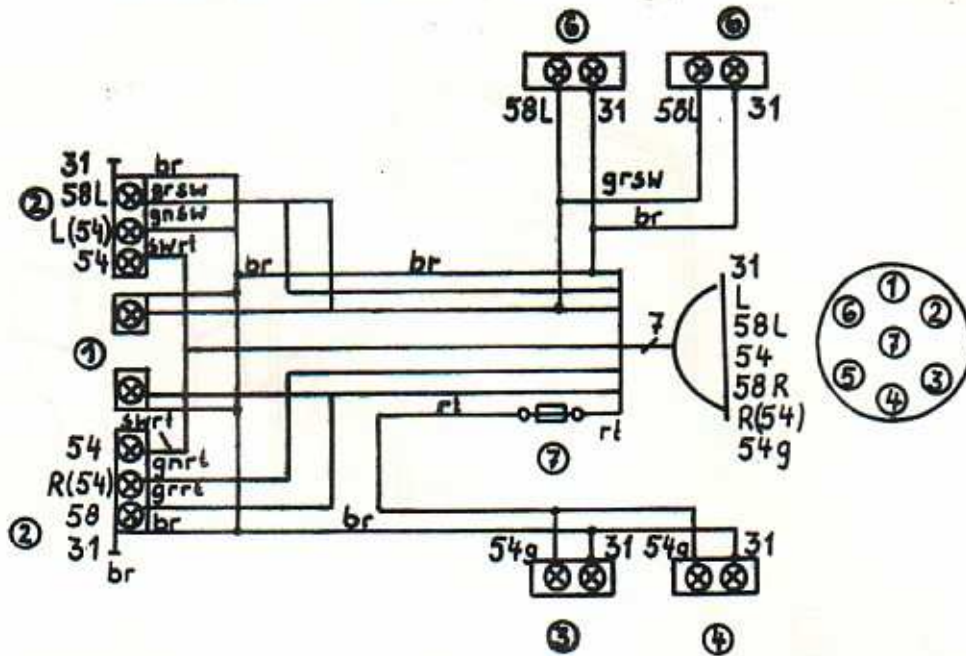 ⑥ ⑥
58L 31 58L 31
31 br
② 58L grsw
L(54) gnsw
54 swrt
grsw
br
br br
①
7
31
L
58L
54
58R
R(54)
54g
① ② ③ ④ ⑤ ⑥ ⑦
rt rt
⑦
swrt
54 gnrt
R(54) grrt
58
② 31 br
br
br
54g 31 54g 31
③ ④